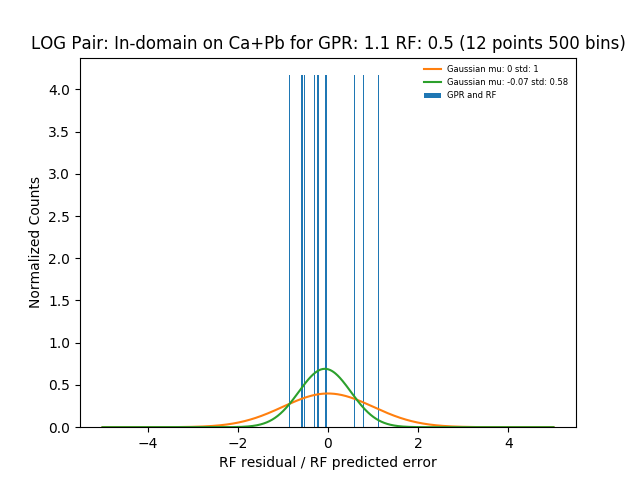 LOG Pair: In-domain on Ca+Pb for GPR: 1.1 RF: 0.5 (12 points 500 bins)
Gaussian mu: 0 std: 1
Gaussian mu: -0.07 std: 0.58
GPR and RF
Normalized Counts
4.0
3.5
3.0
2.5
2.0
1.5
1.0
0.5
0.0
−4
−2
0
2
4
RF residual / RF predicted error